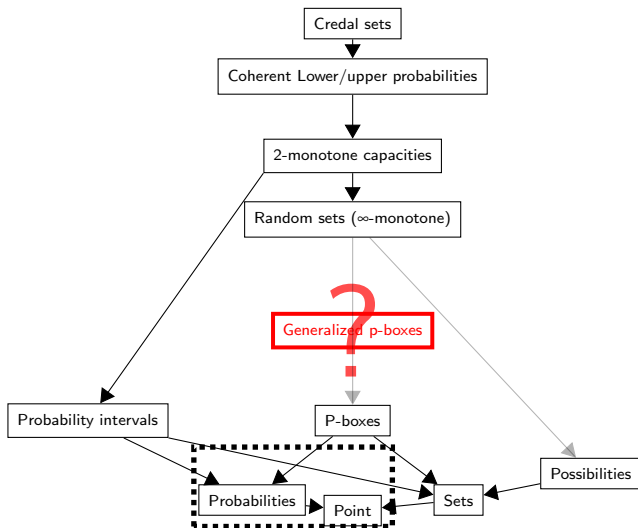 Credal sets
Coherent Lower/upper probabilities
2-monotone capacities
Random sets (∞-monotone)
?
Generalized p-boxes
Probability intervals
P-boxes
Possibilities
Probabilities
Point
Sets